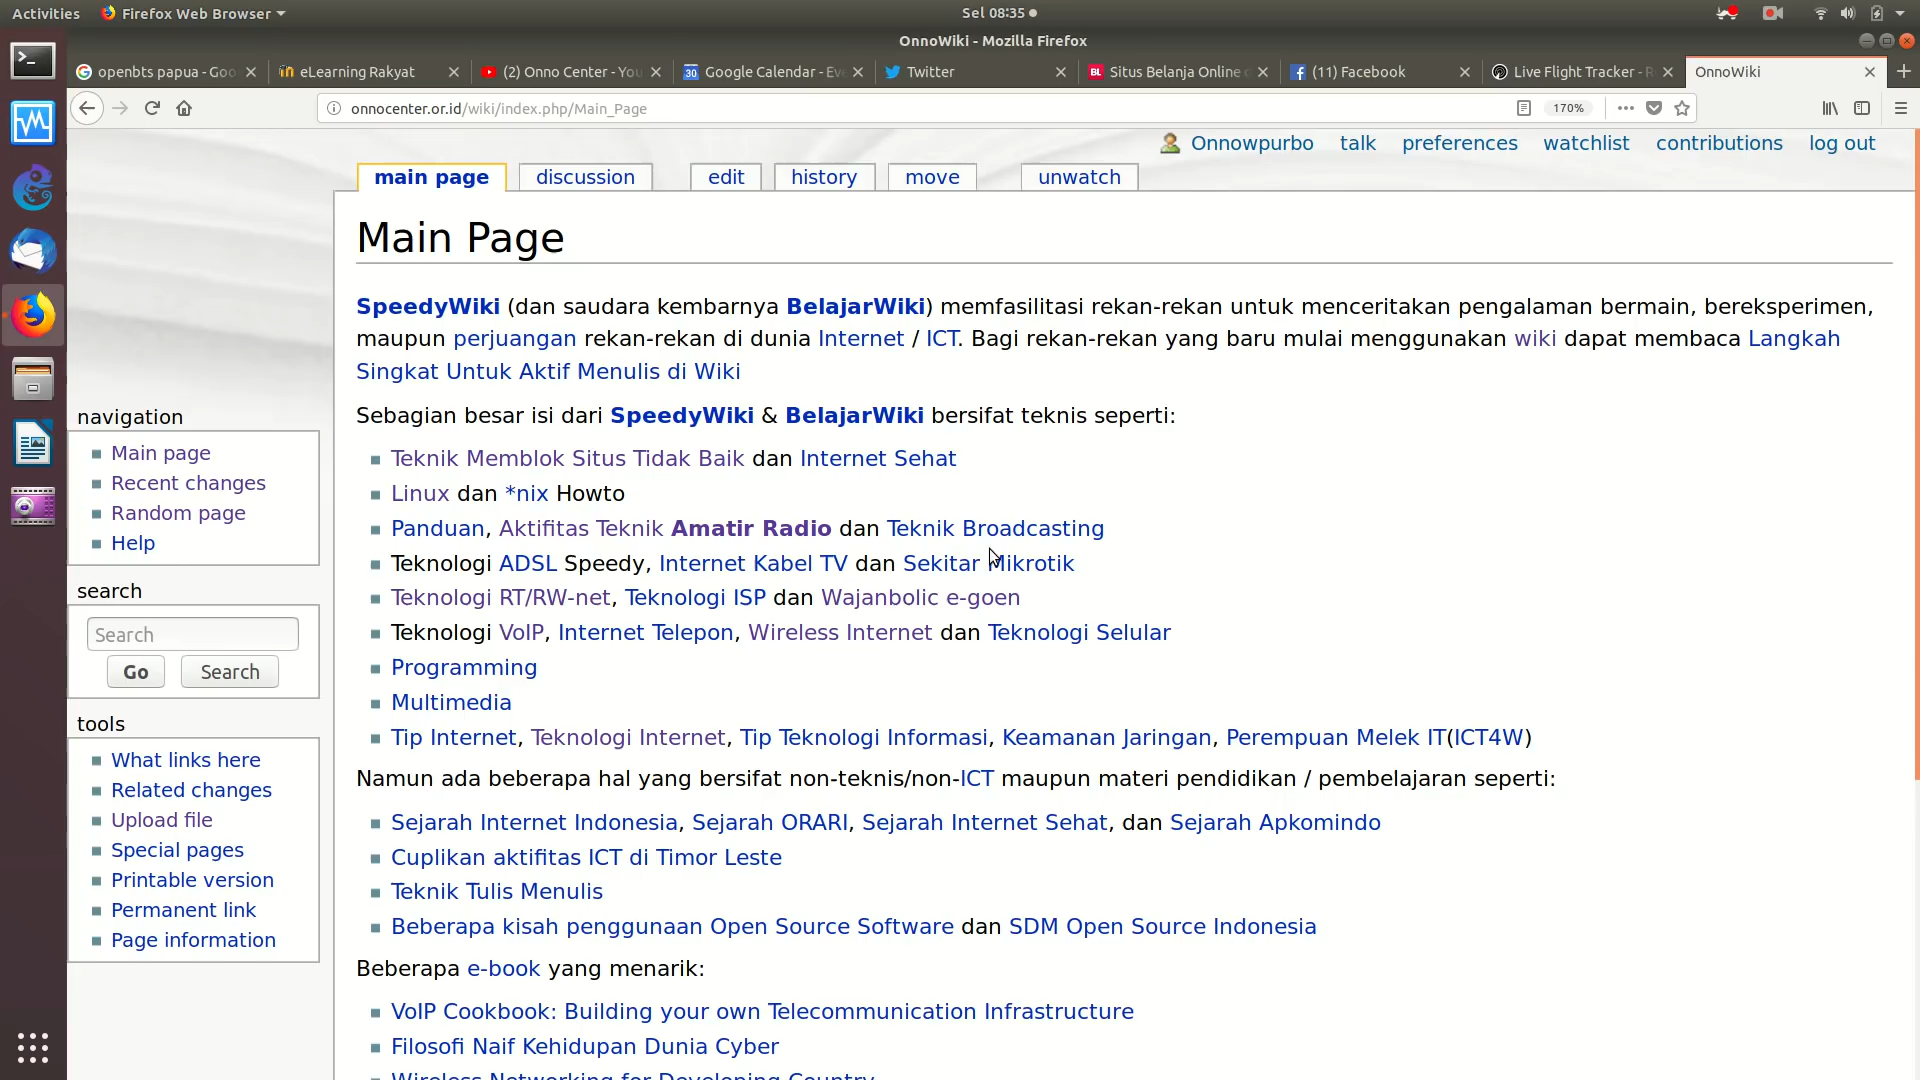 Activities Firefox Web Browser Sel 08:35
OnnoWiki - Mozilla Firefox
openbts papua - Goo eLearning Rakyat (2) Onno Center - You Google Calendar - Eve Twitter Situs Belanja Online Facebook (11) Facebook Live Flight Tracker - R OnnoWiki
onnocenter.or.id/wiki/index.php/Main_Page 170%
Onnowpurbo talk preferences watchlist contributions log out
main page discussion edit history move unwatch
Main Page
SpeedyWiki (dan saudara kembarnya BelajarWiki) memfasilitasi rekan-rekan untuk menceritakan pengalaman bermain, bereksperimen,
maupun perjuangan rekan-rekan di dunia Internet / ICT. Bagi rekan-rekan yang baru mulai menggunakan wiki dapat membaca Langkah
Singkat Untuk Aktif Menulis di Wiki
Sebagian besar isi dari SpeedyWiki & BelajarWiki bersifat teknis seperti:
Teknik Memblok Situs Tidak Baik dan Internet Sehat
Linux dan *nix Howto
Panduan, Aktifitas Teknik Amatir Radio dan Teknik Broadcasting
Teknologi ADSL Speedy, Internet Kabel TV dan Sekitar Mikrotik
Teknologi RT/RW-net, Teknologi ISP dan Wajanbolic e-goen
Teknologi VoIP, Internet Telepon, Wireless Internet dan Teknologi Selular
Programming
Multimedia
Tip Internet, Teknologi Internet, Tip Teknologi Informasi, Keamanan Jaringan, Perempuan Melek IT(ICT4W)
Namun ada beberapa hal yang bersifat non-teknis/non-ICT maupun materi pendidikan / pembelajaran seperti:
Sejarah Internet Indonesia, Sejarah ORARI, Sejarah Internet Sehat, dan Sejarah Apkomindo
Cuplikan aktifitas ICT di Timor Leste
Teknik Tulis Menulis
Beberapa kisah penggunaan Open Source Software dan SDM Open Source Indonesia
Beberapa e-book yang menarik:
VoIP Cookbook: Building your own Telecommunication Infrastructure
Filosofi Naif Kehidupan Dunia Cyber
Wireless Networking for Developing Country
navigation
Main page
Recent changes
Random page
Help
search
Search
Go Search
tools
What links here
Related changes
Upload file
Special pages
Printable version
Permanent link
Page information